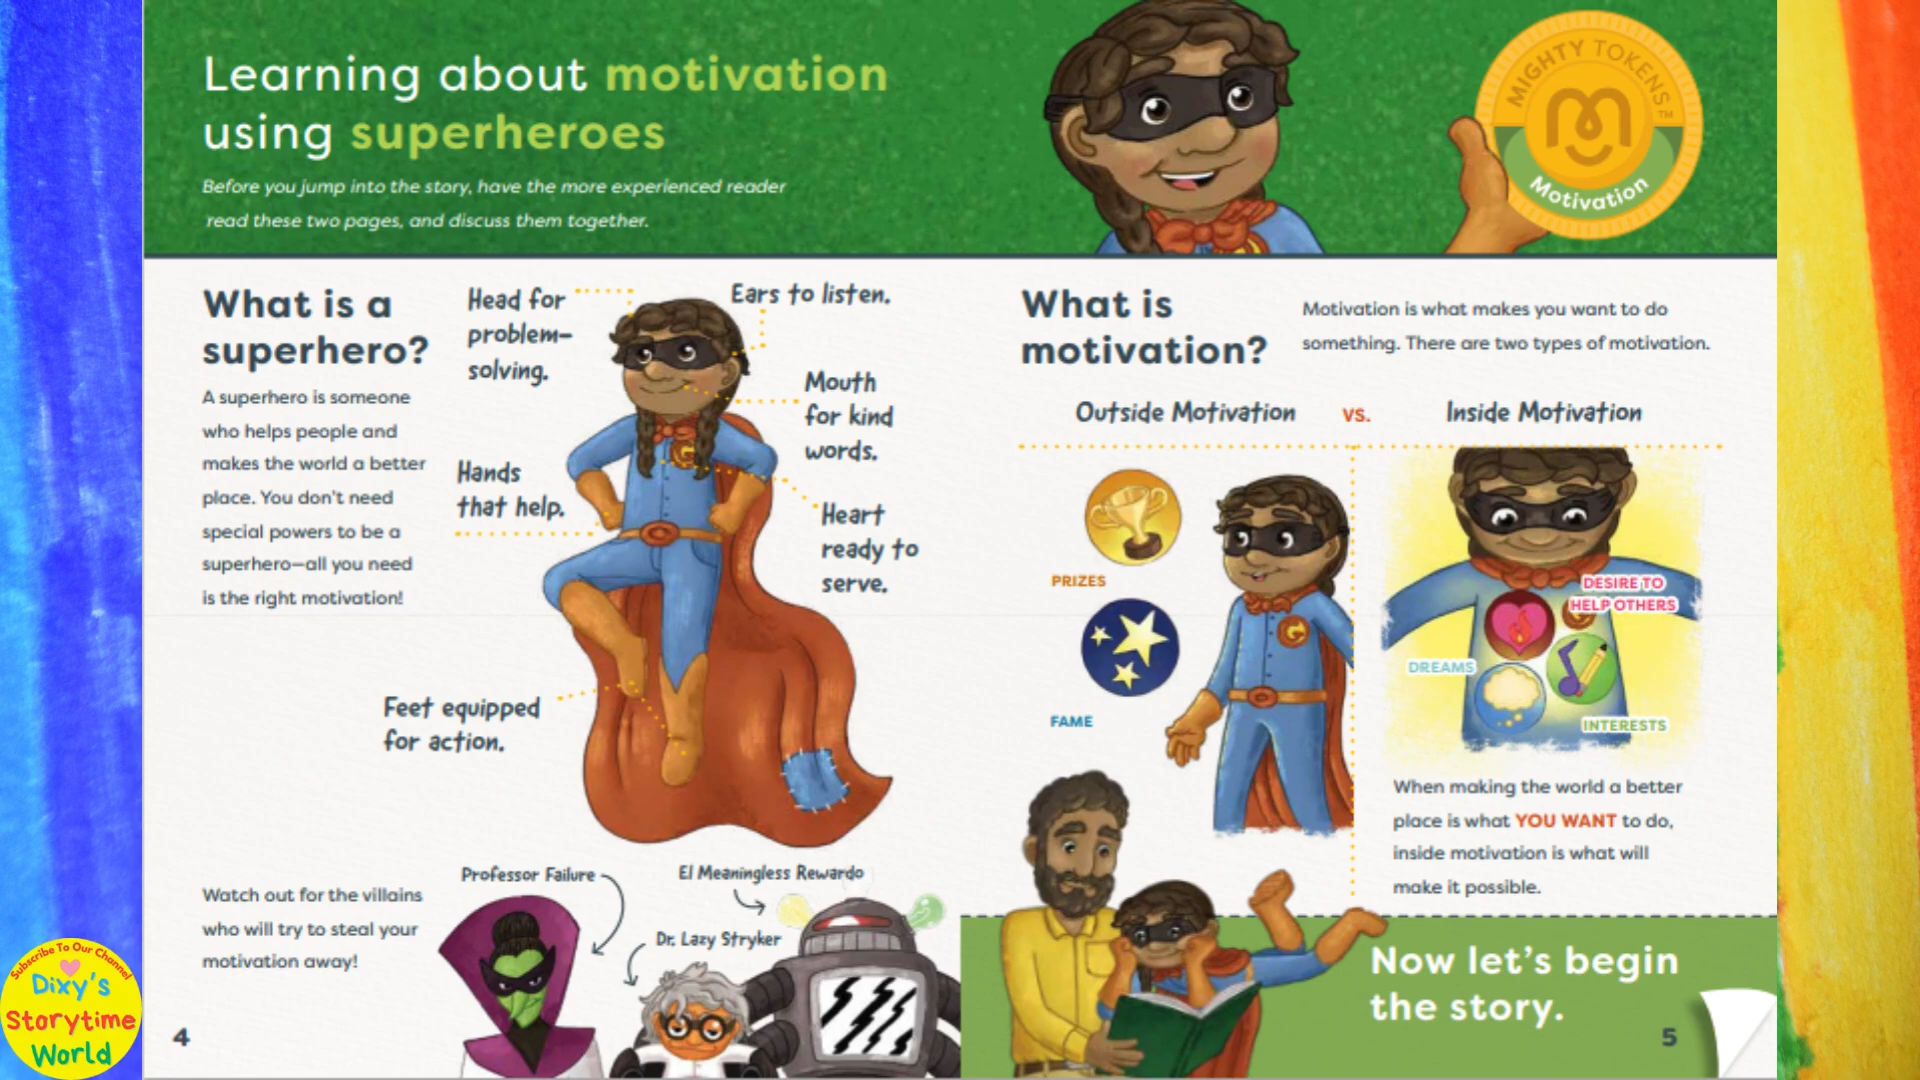 Learning about motivation
using superheroes
Before you jump into the story, have the more experienced reader
read these two pages, and discuss them together.
MIGHTY TOKENS™
Motivation
What is a
superhero?
A superhero is someone
who helps people and
makes the world a better
place. You don't need
special powers to be a
superhero—all you need
is the right motivation!
Head for
problem-
solving.
Ears to listen.
Mouth
for kind
words.
Hands
that help.
Heart
ready to
serve.
G
Feet equipped
for action.
Watch out for the villains
who will try to steal your
motivation away!
Professor Failure
El Meaningless Rewardo
Dr. Lazy Stryker
4
What is
motivation?
Motivation is what makes you want to do
something. There are two types of motivation.
Outside Motivation vs. Inside Motivation
PRIZES
FAME
G
DESIRE TO
HELP OTHERS
G
DREAMS
INTERESTS
When making the world a better
place is what YOU WANT to do,
inside motivation is what will
make it possible.
Now let's begin
the story.
5
Subscribe To Our Channel
Dixy's
Storytime
World